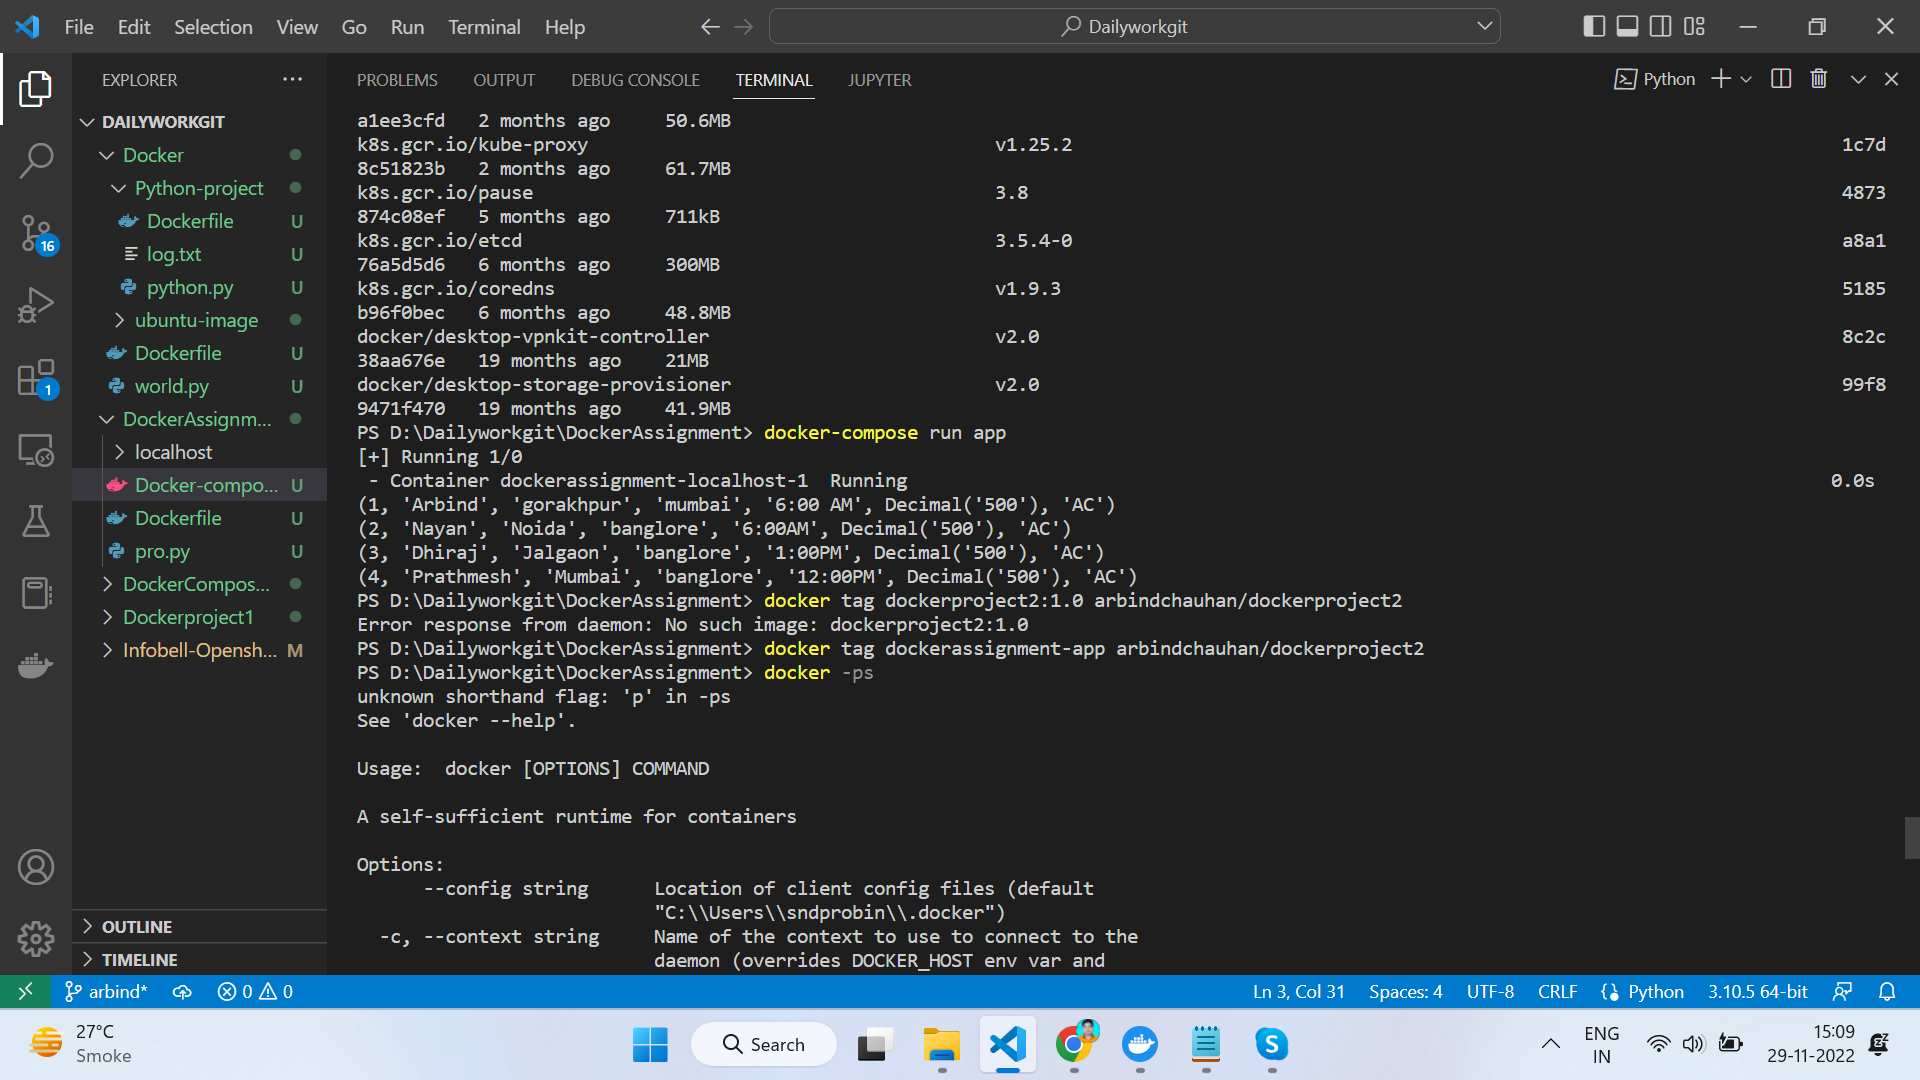 File Edit Selection View Go Run Terminal Help
Dailyworkgit
EXPLORER
PROBLEMS OUTPUT DEBUG CONSOLE TERMINAL JUPYTER
Python
DAILYWORKGIT
Docker
Python-project
Dockerfile U
log.txt U
python.py U
ubuntu-image
Dockerfile U
world.py U
DockerAssignm...
localhost
Docker-compo... U
Dockerfile U
pro.py U
DockerCompos...
Dockerproject1
Infobell-Opensh... M
OUTLINE
TIMELINE
16
1
a1ee3cfd 2 months ago 50.6MB
k8s.gcr.io/kube-proxy v1.25.2 1c7d
8c51823b 2 months ago 61.7MB
k8s.gcr.io/pause 3.8 4873
874c08ef 5 months ago 711kB
k8s.gcr.io/etcd 3.5.4-0 a8a1
76a5d5d6 6 months ago 300MB
k8s.gcr.io/coredns v1.9.3 5185
b96f0bec 6 months ago 48.8MB
docker/desktop-vpnkit-controller v2.0 8c2c
38aa676e 19 months ago 21MB
docker/desktop-storage-provisioner v2.0 99f8
9471f470 19 months ago 41.9MB
PS D:\Dailyworkgit\DockerAssignment> docker-compose run app
[+] Running 1/0
- Container dockerassignment-localhost-1 Running 0.0s
(1, 'Arbind', 'gorakhpur', 'mumbai', '6:00 AM', Decimal('500'), 'AC')
(2, 'Nayan', 'Noida', 'banglore', '6:00AM', Decimal('500'), 'AC')
(3, 'Dhiraj', 'Jalgaon', 'banglore', '1:00PM', Decimal('500'), 'AC')
(4, 'Prathmesh', 'Mumbai', 'banglore', '12:00PM', Decimal('500'), 'AC')
PS D:\Dailyworkgit\DockerAssignment> docker tag dockerproject2:1.0 arbindchauhan/dockerproject2
Error response from daemon: No such image: dockerproject2:1.0
PS D:\Dailyworkgit\DockerAssignment> docker tag dockerassignment-app arbindchauhan/dockerproject2
PS D:\Dailyworkgit\DockerAssignment> docker -ps
unknown shorthand flag: 'p' in -ps
See 'docker --help'.
Usage: docker [OPTIONS] COMMAND
A self-sufficient runtime for containers
Options:
--config string Location of client config files (default
"C:\\Users\\sndprobin\\.docker")
-c, --context string Name of the context to use to connect to the
daemon (overrides DOCKER_HOST env var and
arbind* 0 0 Ln 3, Col 31 Spaces: 4 UTF-8 CRLF Python 3.10.5 64-bit
27°C
Smoke
Search
ENG
IN
15:09
29-11-2022